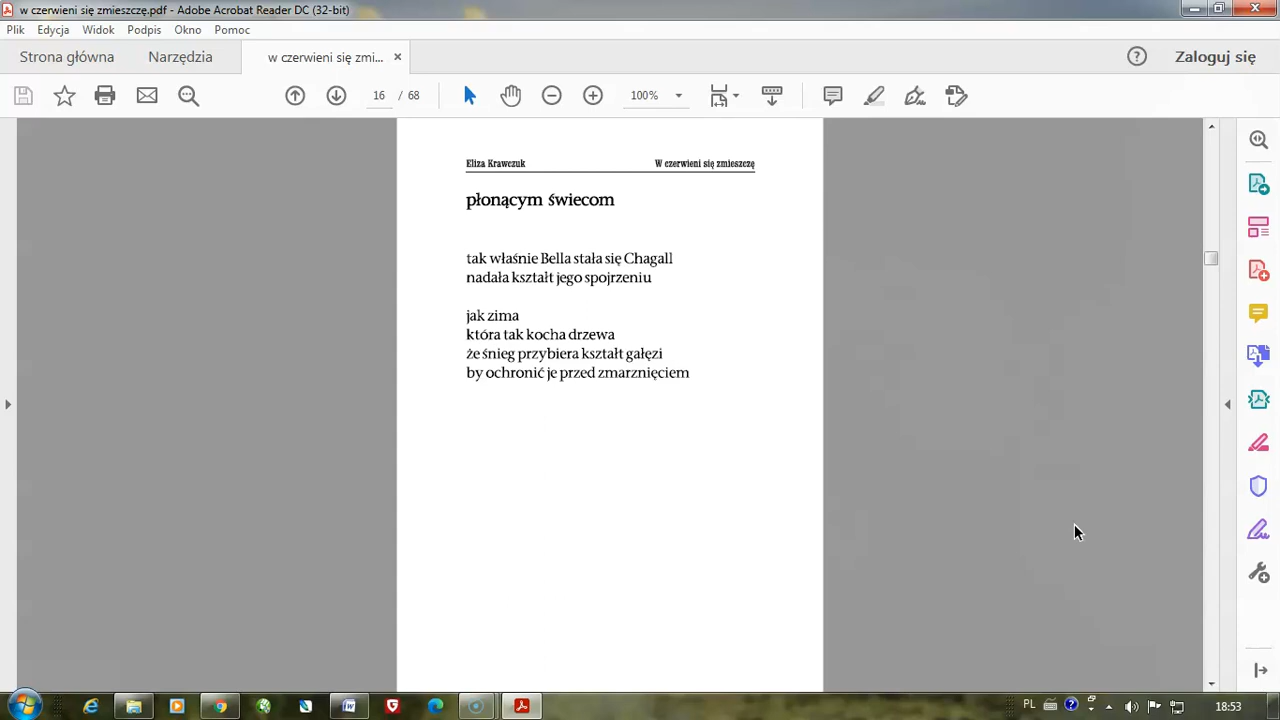 w czerwieni się zmieszczę.pdf - Adobe Acrobat Reader DC (32-bit)
Plik Edycja Widok Podpis Okno Pomoc
Strona główna Narzędzia w czerwieni się zmi... Zaloguj się
16 / 68 100%
Eliza Krawczuk W czerwieni się zmieszczę
płonącym świecom
tak właśnie Bella stała się Chagall
nadała kształt jego spojrzeniu
jak zima
która tak kocha drzewa
że śnieg przybiera kształt gałęzi
by ochronić je przed zmarznięciem
PL 18:53